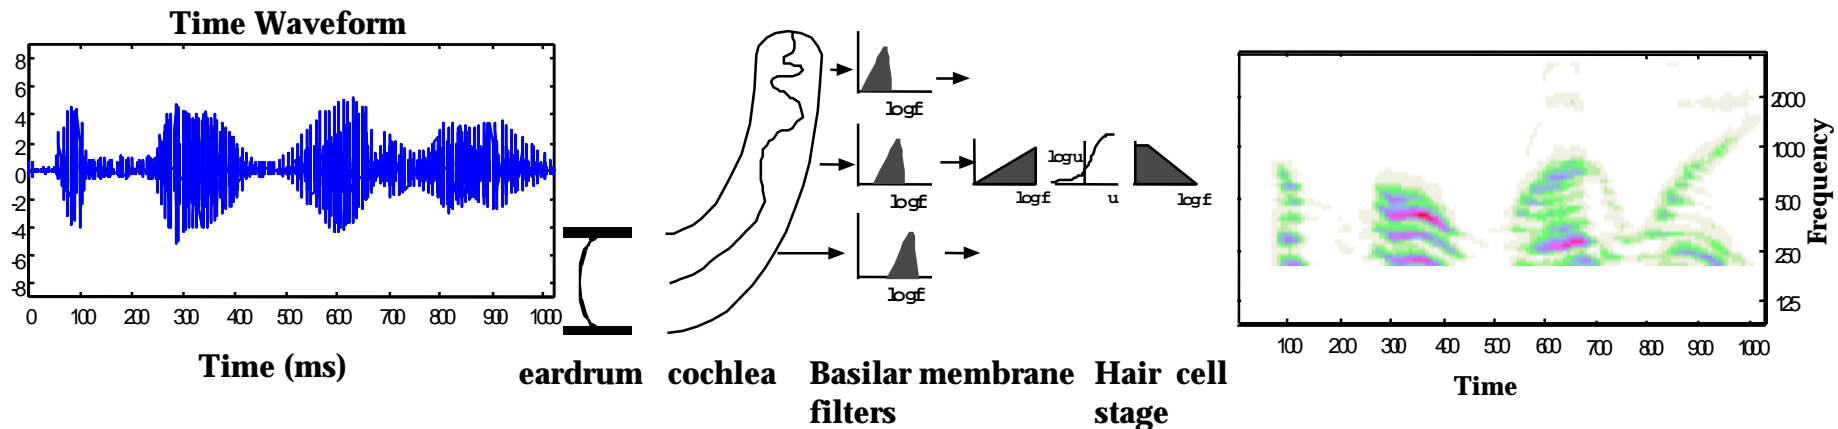 Time Waveform
8
6
4
2
0
-2
-4
-6
-8
0 100 200 300 400 500 600 700 800 900 1000
Time (ms)
eardrum cochlea Basilar membrane filters Hair cell stage
logf
logf
logf
logf
logu
u
logf
2000
1000
500
250
125
Frequency
100 200 300 400 500 600 700 800 900 1000
Time